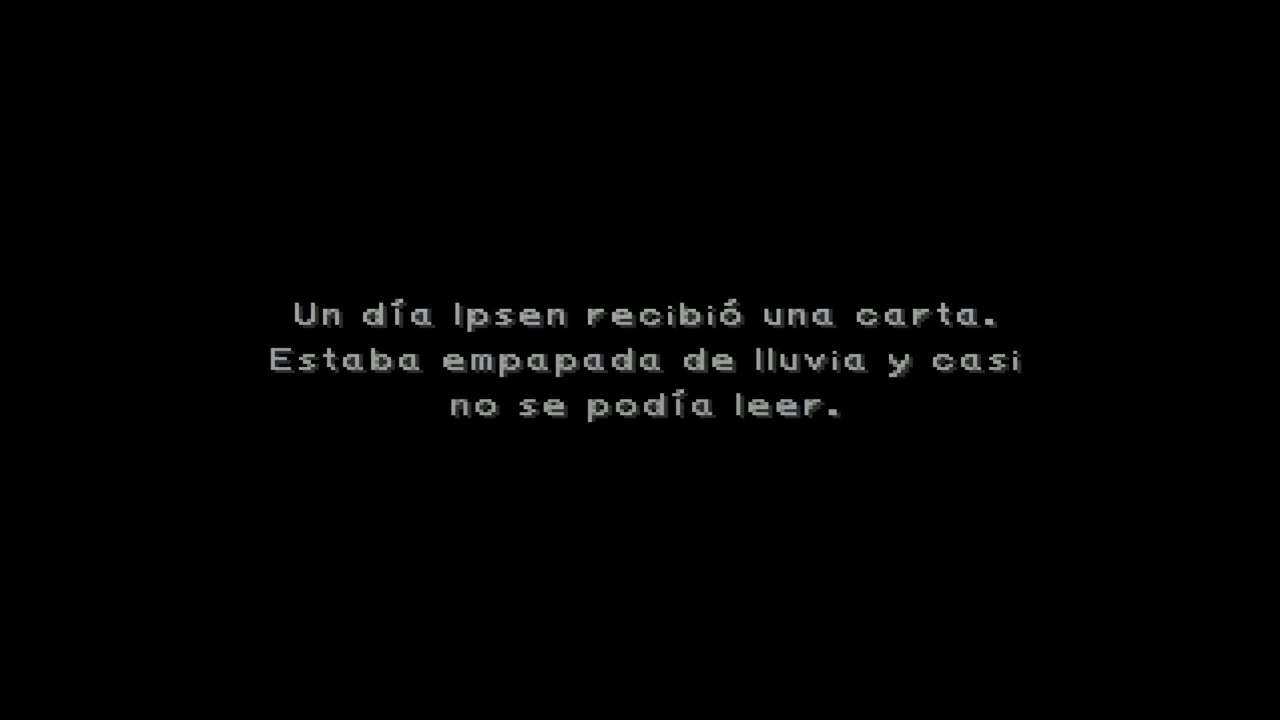 Un día Ipsen recibió una carta.
Estaba empapada de lluvia y casi
no se podía leer.